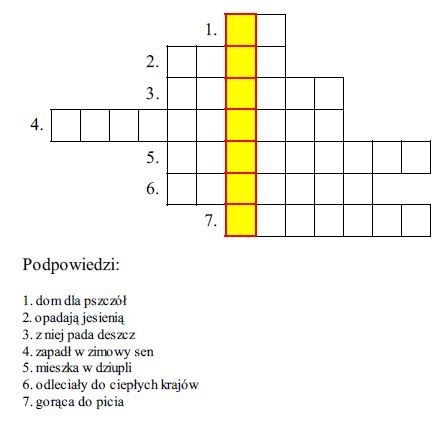 1.
2.
3.
4.
5.
6.
7.
Podpowiedzi:
1. dom dla pszczół
2. opadają jesienią
3. z niej pada deszcz
4. zapadł w zimowy sen
5. mieszka w dziupli
6. odleciały do ciepłych krajów
7. gorąca do picia